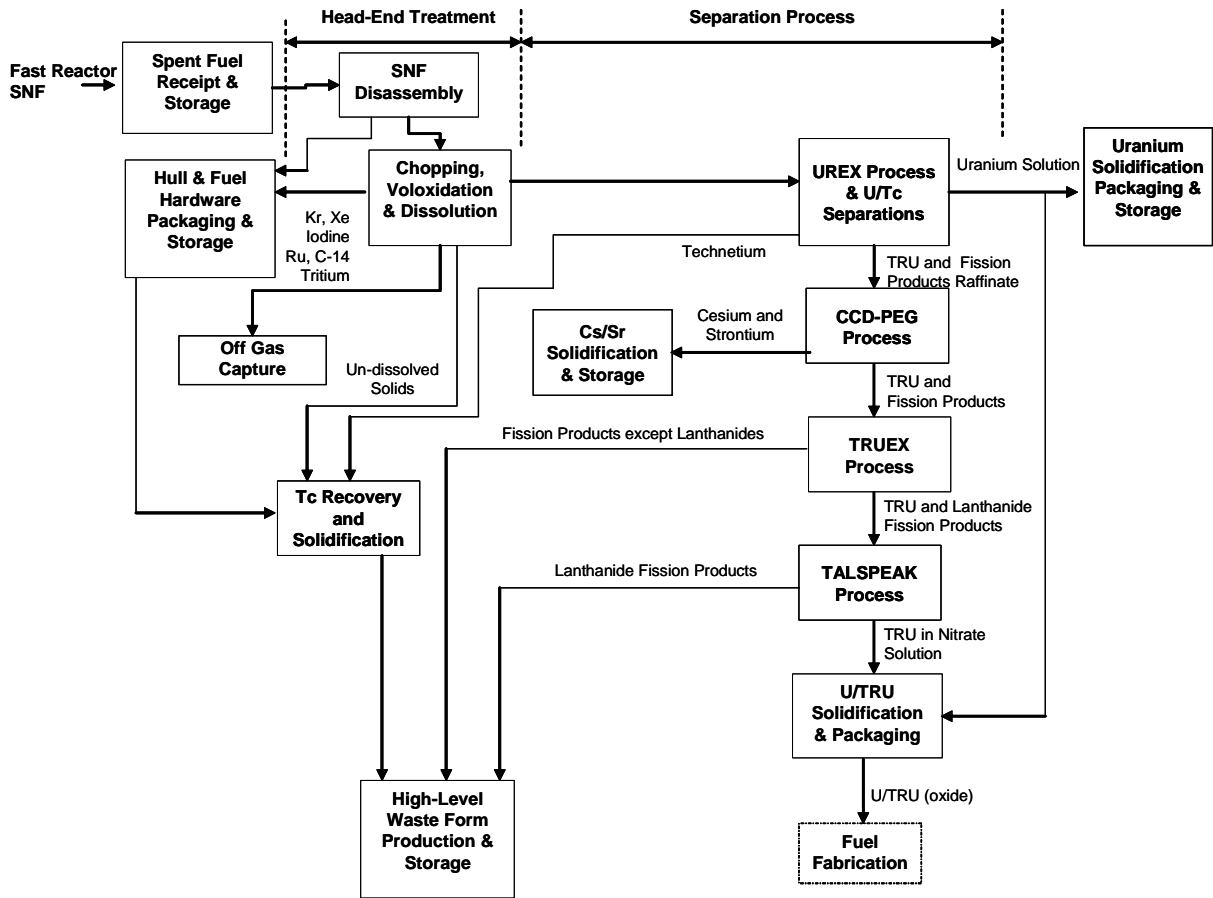 Head-End Treatment
Separation Process
Fast Reactor
SNF
Spent Fuel
Receipt &
Storage
SNF
Disassembly
Hull & Fuel
Hardware
Packaging &
Storage
Chopping,
Voloxidation
& Dissolution
UREX Process
& U/Tc
Separations
Uranium Solution
Uranium
Solidification
Packaging &
Storage
Kr, Xe
Iodine
Ru, C-14
Tritium
Technetium
TRU and Fission
Products Raffinate
Off Gas
Capture
Un-dissolved
Solids
Cs/Sr
Solidification
& Storage
Cesium and
Strontium
CCD-PEG
Process
TRU and
Fission Products
Fission Products except Lanthanides
TRUEX
Process
Tc Recovery
and
Solidification
TRU and Lanthanide
Fission Products
Lanthanide Fission Products
TALSPEAK
Process
TRU in Nitrate
Solution
U/TRU
Solidification
& Packaging
High-Level
Waste Form
Production &
Storage
U/TRU (oxide)
Fuel
Fabrication